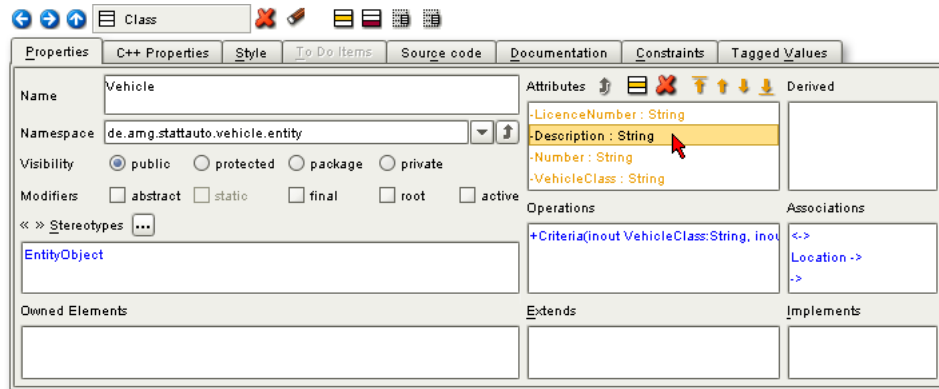 Class
Properties
C++ Properties
Style
To Do Items
Source code
Documentation
Constraints
Tagged Values
Name
Vehicle
Namespace
de.amg.stattauto.vehicle.entity
Visibility
public
protected
package
private
Modifiers
abstract
static
final
root
active
« » Stereotypes ...
EntityObject
Owned Elements
Attributes
-LicenceNumber : String
-Description : String
-Number : String
-VehicleClass : String
Derived
Operations
+Criteria(inout VehicleClass:String, inou
Associations
<->
Location ->
->
Extends
Implements